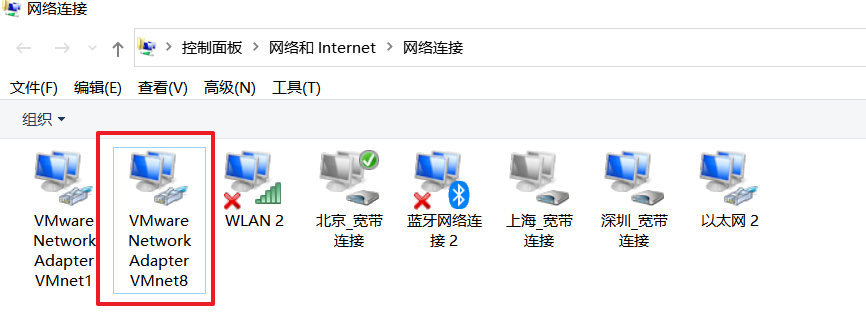 网络连接
控制面板 > 网络和 Internet > 网络连接
文件(F) 编辑(E) 查看(V) 高级(N) 工具(T)
组织
VMware Network Adapter VMnet1
VMware Network Adapter VMnet8
WLAN 2
北京_宽带连接
蓝牙网络连接 2
上海_宽带连接
深圳_宽带连接
以太网 2